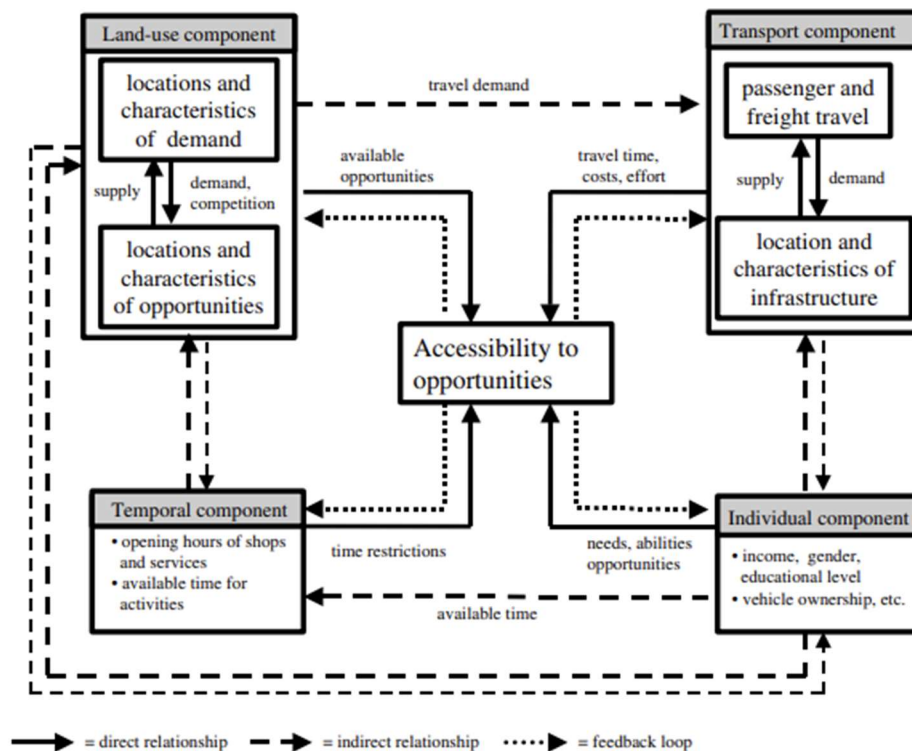 Land-use component
locations and
characteristics
of demand
supply
demand,
competition
locations and
characteristics
of opportunities
travel demand
available
opportunities
travel time,
costs, effort
Transport component
passenger and
freight travel
supply
demand
location and
characteristics of
infrastructure
Accessibility to
opportunities
Temporal component
• opening hours of shops
and services
• available time for
activities
time restrictions
available time
needs, abilities
opportunities
Individual component
• income, gender,
educational level
• vehicle ownership, etc.
= direct relationship
= indirect relationship
= feedback loop